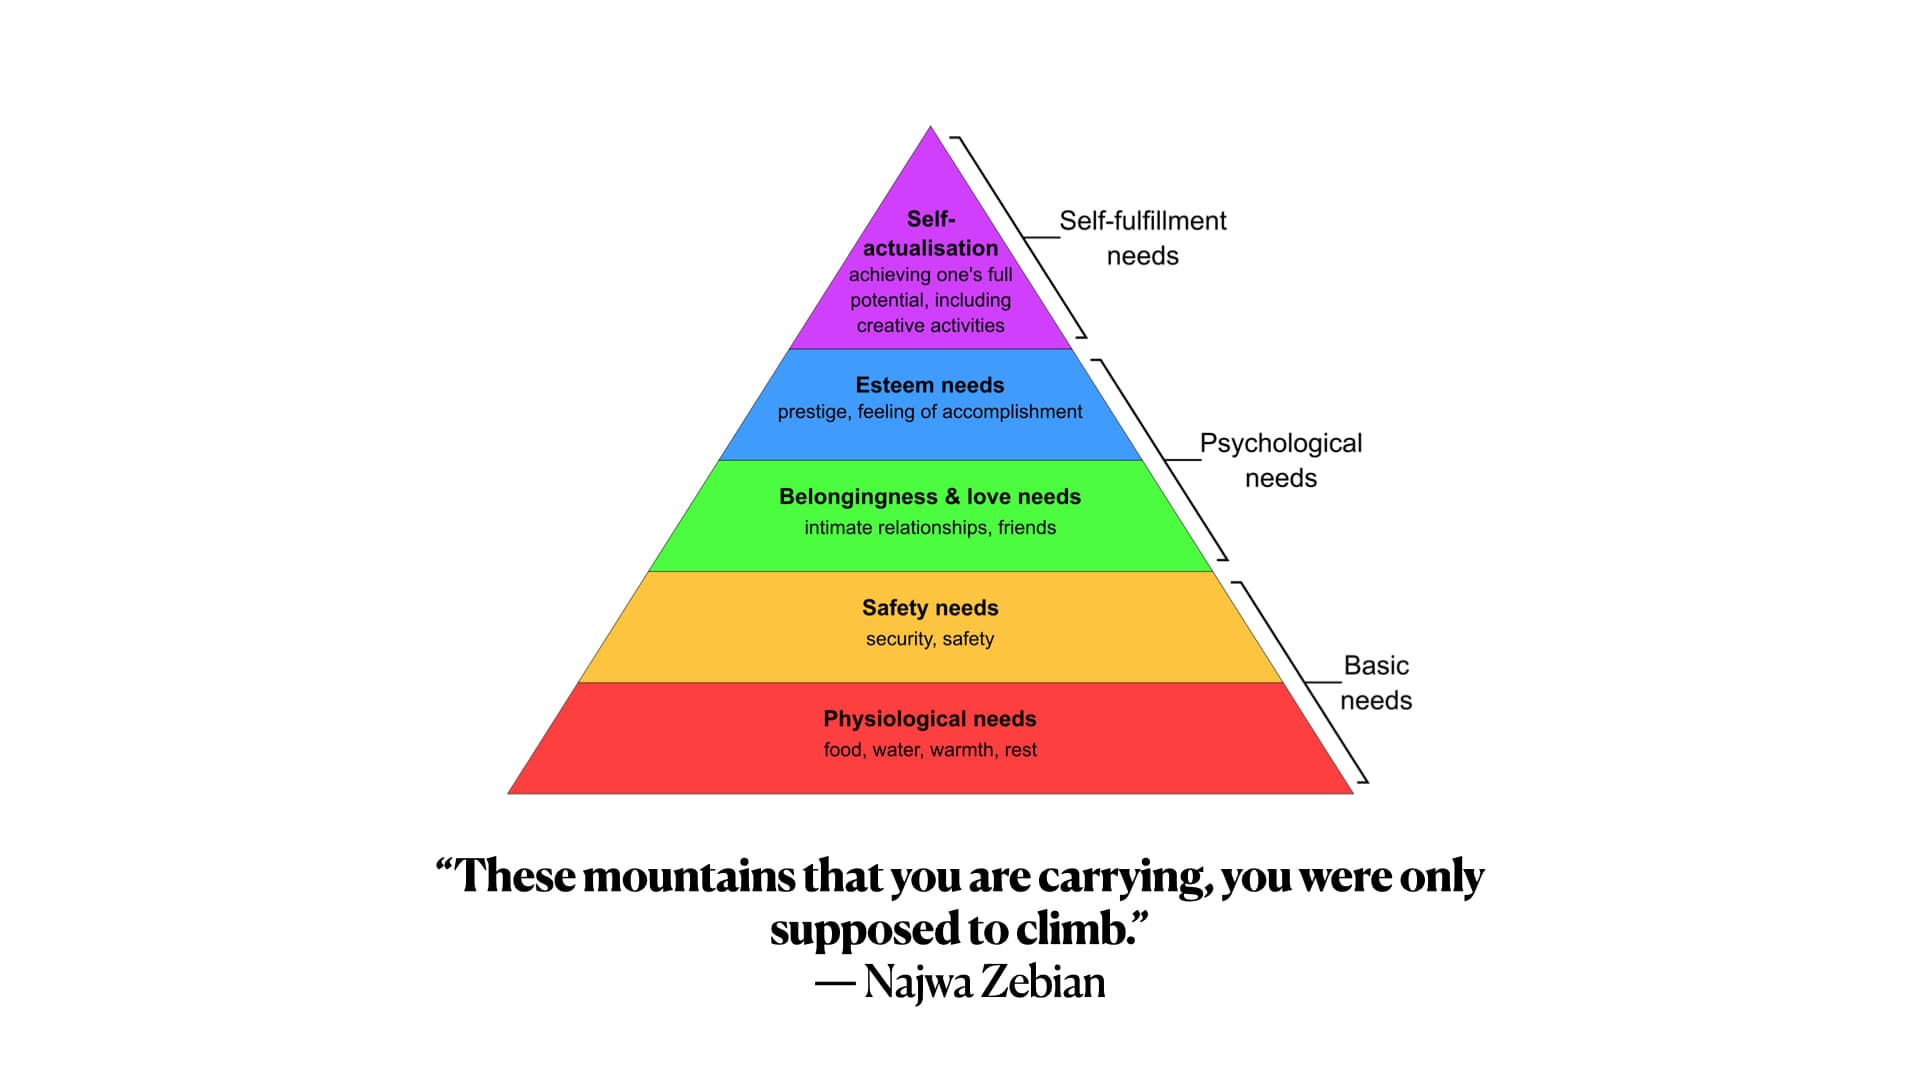 Self-
actualisation
achieving one's full
potential, including
creative activities
Self-fulfillment
needs
Esteem needs
prestige, feeling of accomplishment
Psychological
needs
Belongingness & love needs
intimate relationships, friends
Safety needs
security, safety
Basic
needs
Physiological needs
food, water, warmth, rest
“These mountains that you are carrying, you were only
supposed to climb.”
— Najwa Zebian